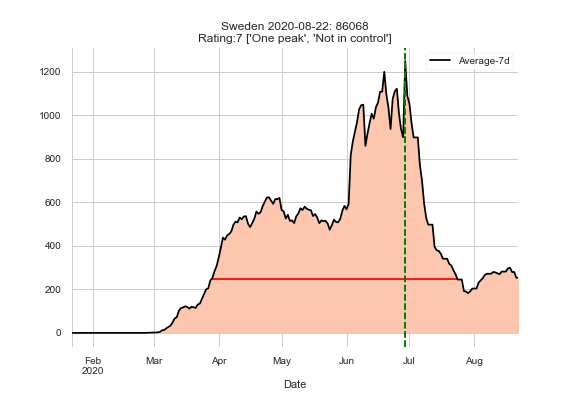 Sweden 2020-08-22: 86068
Rating:7 ['One peak', 'Not in control']
Average-7d
1200
1000
800
600
400
200
0
Feb
2020
Mar
Apr
May
Jun
Jul
Aug
Date